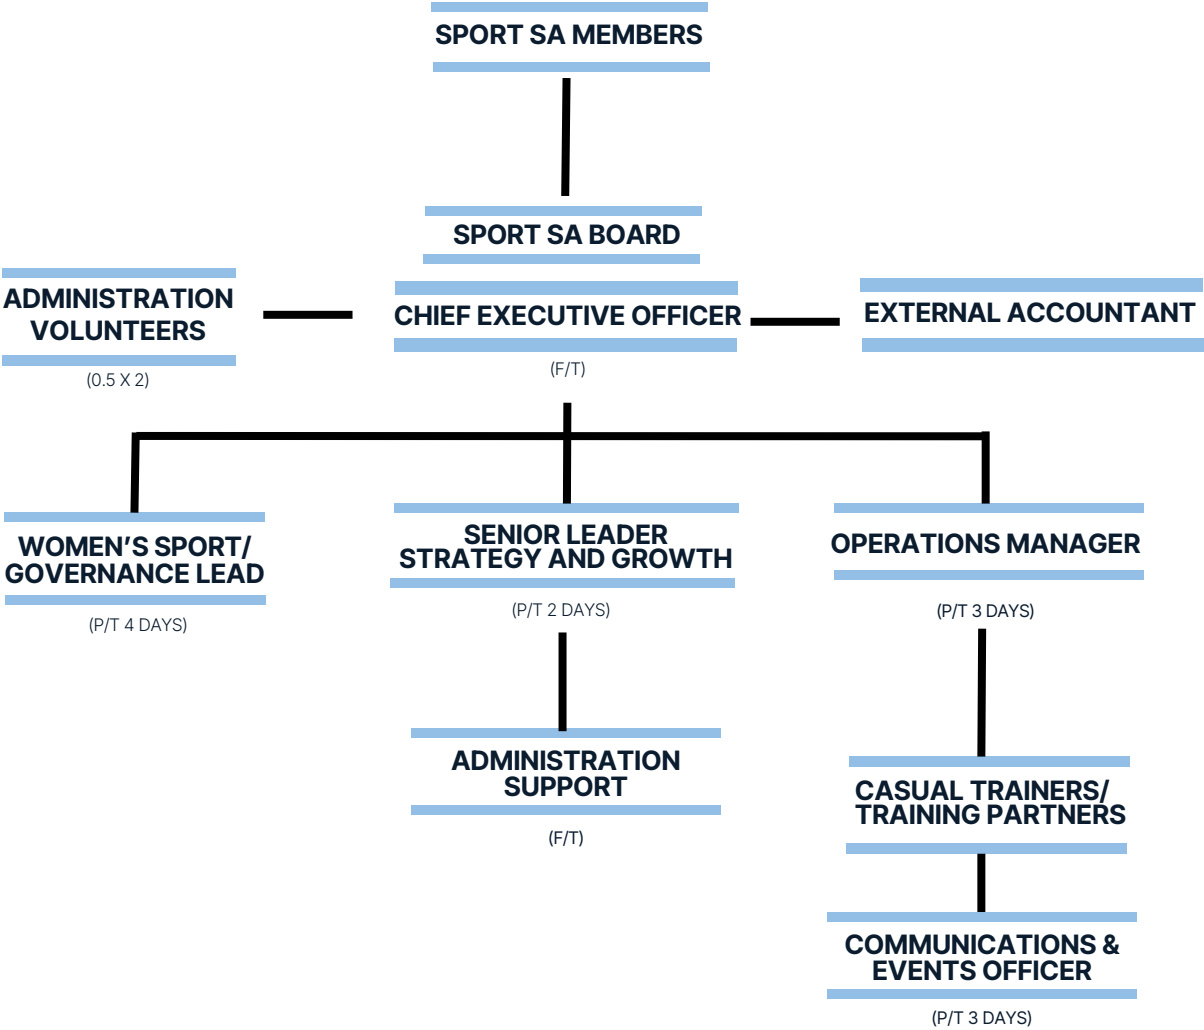 SPORT SA MEMBERS
SPORT SA BOARD
ADMINISTRATION
VOLUNTEERS
(0.5 X 2)
CHIEF EXECUTIVE OFFICER
(F/T)
EXTERNAL ACCOUNTANT
WOMEN’S SPORT/
GOVERNANCE LEAD
(P/T 4 DAYS)
SENIOR LEADER
STRATEGY AND GROWTH
(P/T 2 DAYS)
OPERATIONS MANAGER
(P/T 3 DAYS)
ADMINISTRATION
SUPPORT
(F/T)
CASUAL TRAINERS/
TRAINING PARTNERS
COMMUNICATIONS &
EVENTS OFFICER
(P/T 3 DAYS)